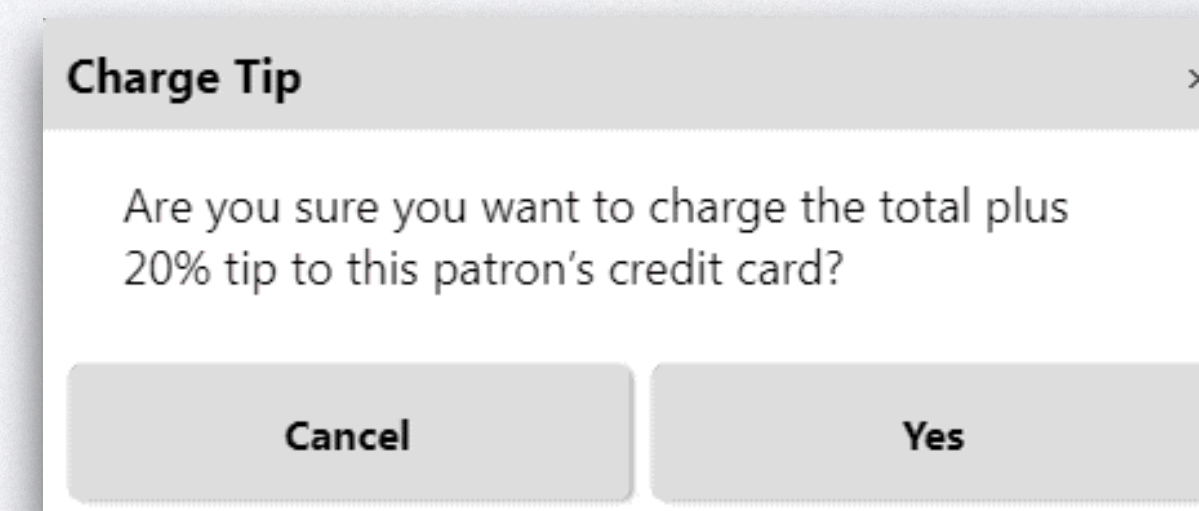 Charge Tip
Are you sure you want to charge the total plus
20% tip to this patron’s credit card?
Cancel
Yes